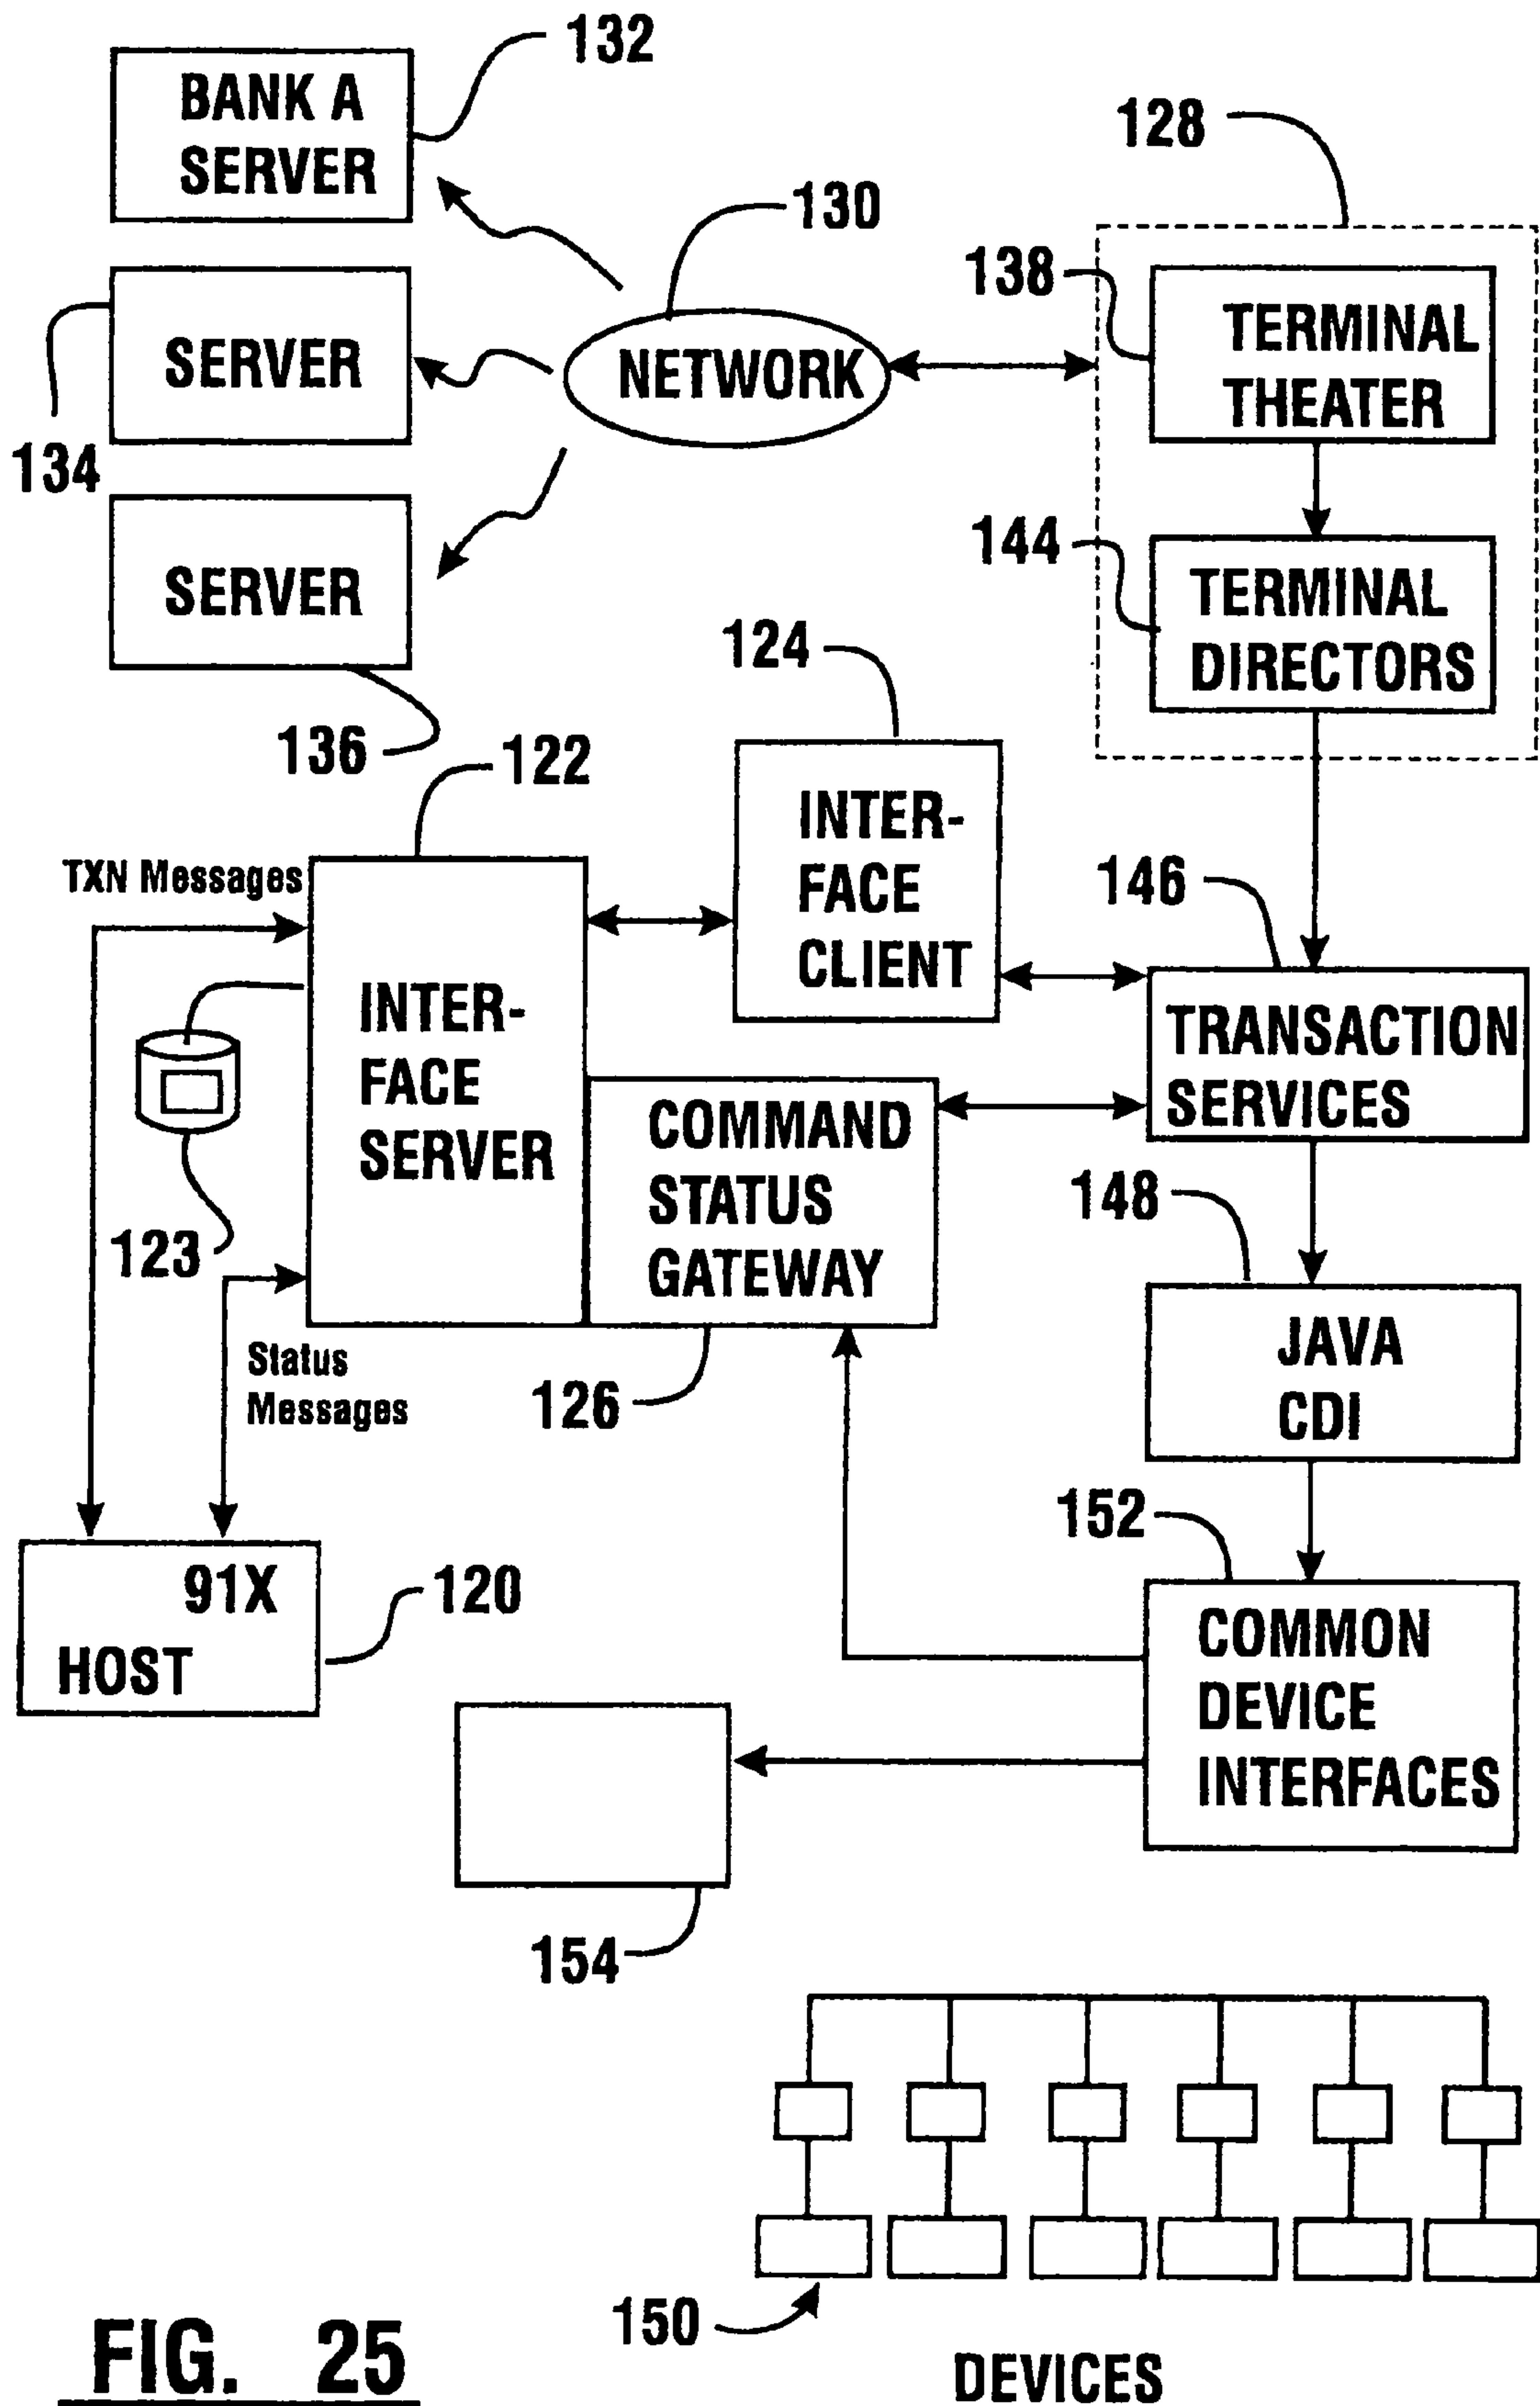 132
BANK A
SERVER
128
130
138
TERMINAL
THEATER
NETWORK
SERVER
134
144
TERMINAL
DIRECTORS
SERVER
124
136
122
INTER-
FACE
CLIENT
TXN Messages
146
INTER-
FACE
SERVER
TRANSACTION
SERVICES
COMMAND
STATUS
GATEWAY
123
148
JAVA
CDI
Status
Messages
126
152
91X
HOST
120
COMMON
DEVICE
INTERFACES
154
150
DEVICES
FIG. 25